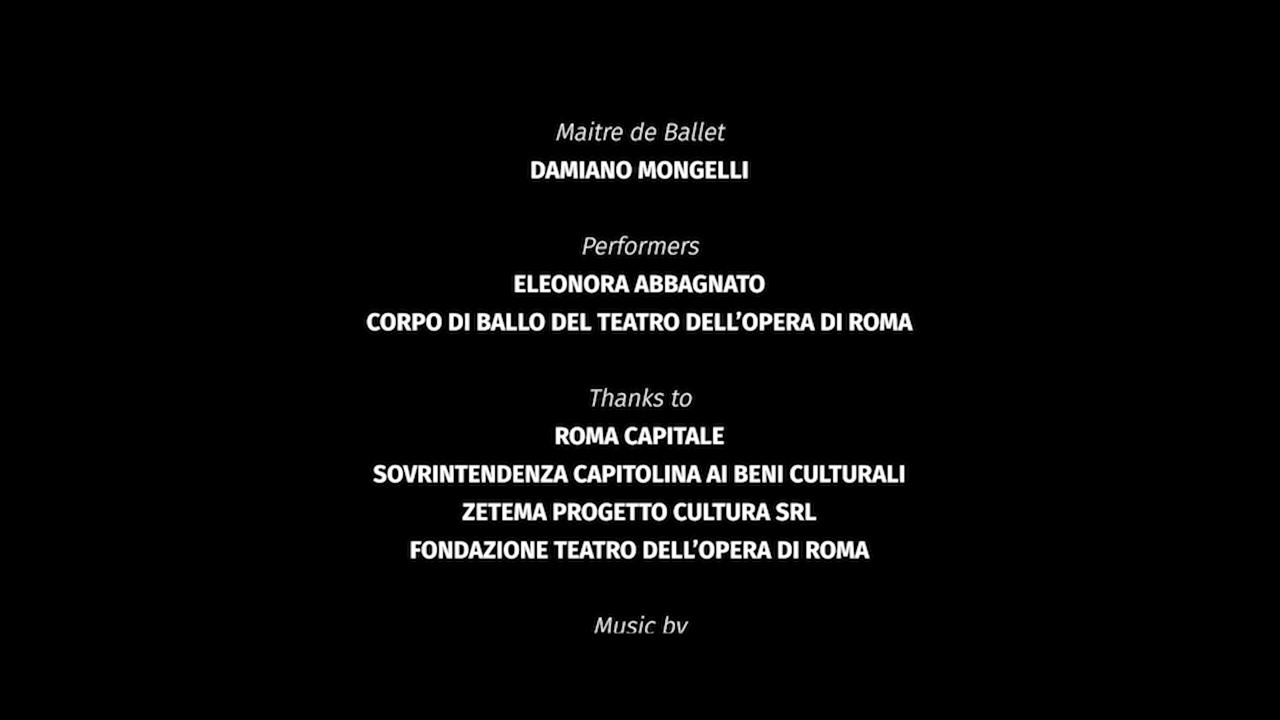 Maitre de Ballet
DAMIANO MONGELLI
Performers
ELEONORA ABBAGNATO
CORPO DI BALLO DEL TEATRO DELL’OPERA DI ROMA
Thanks to
ROMA CAPITALE
SOVRINTENDENZA CAPITOLINA AI BENI CULTURALI
ZETEMA PROGETTO CULTURA SRL
FONDAZIONE TEATRO DELL’OPERA DI ROMA
Music by